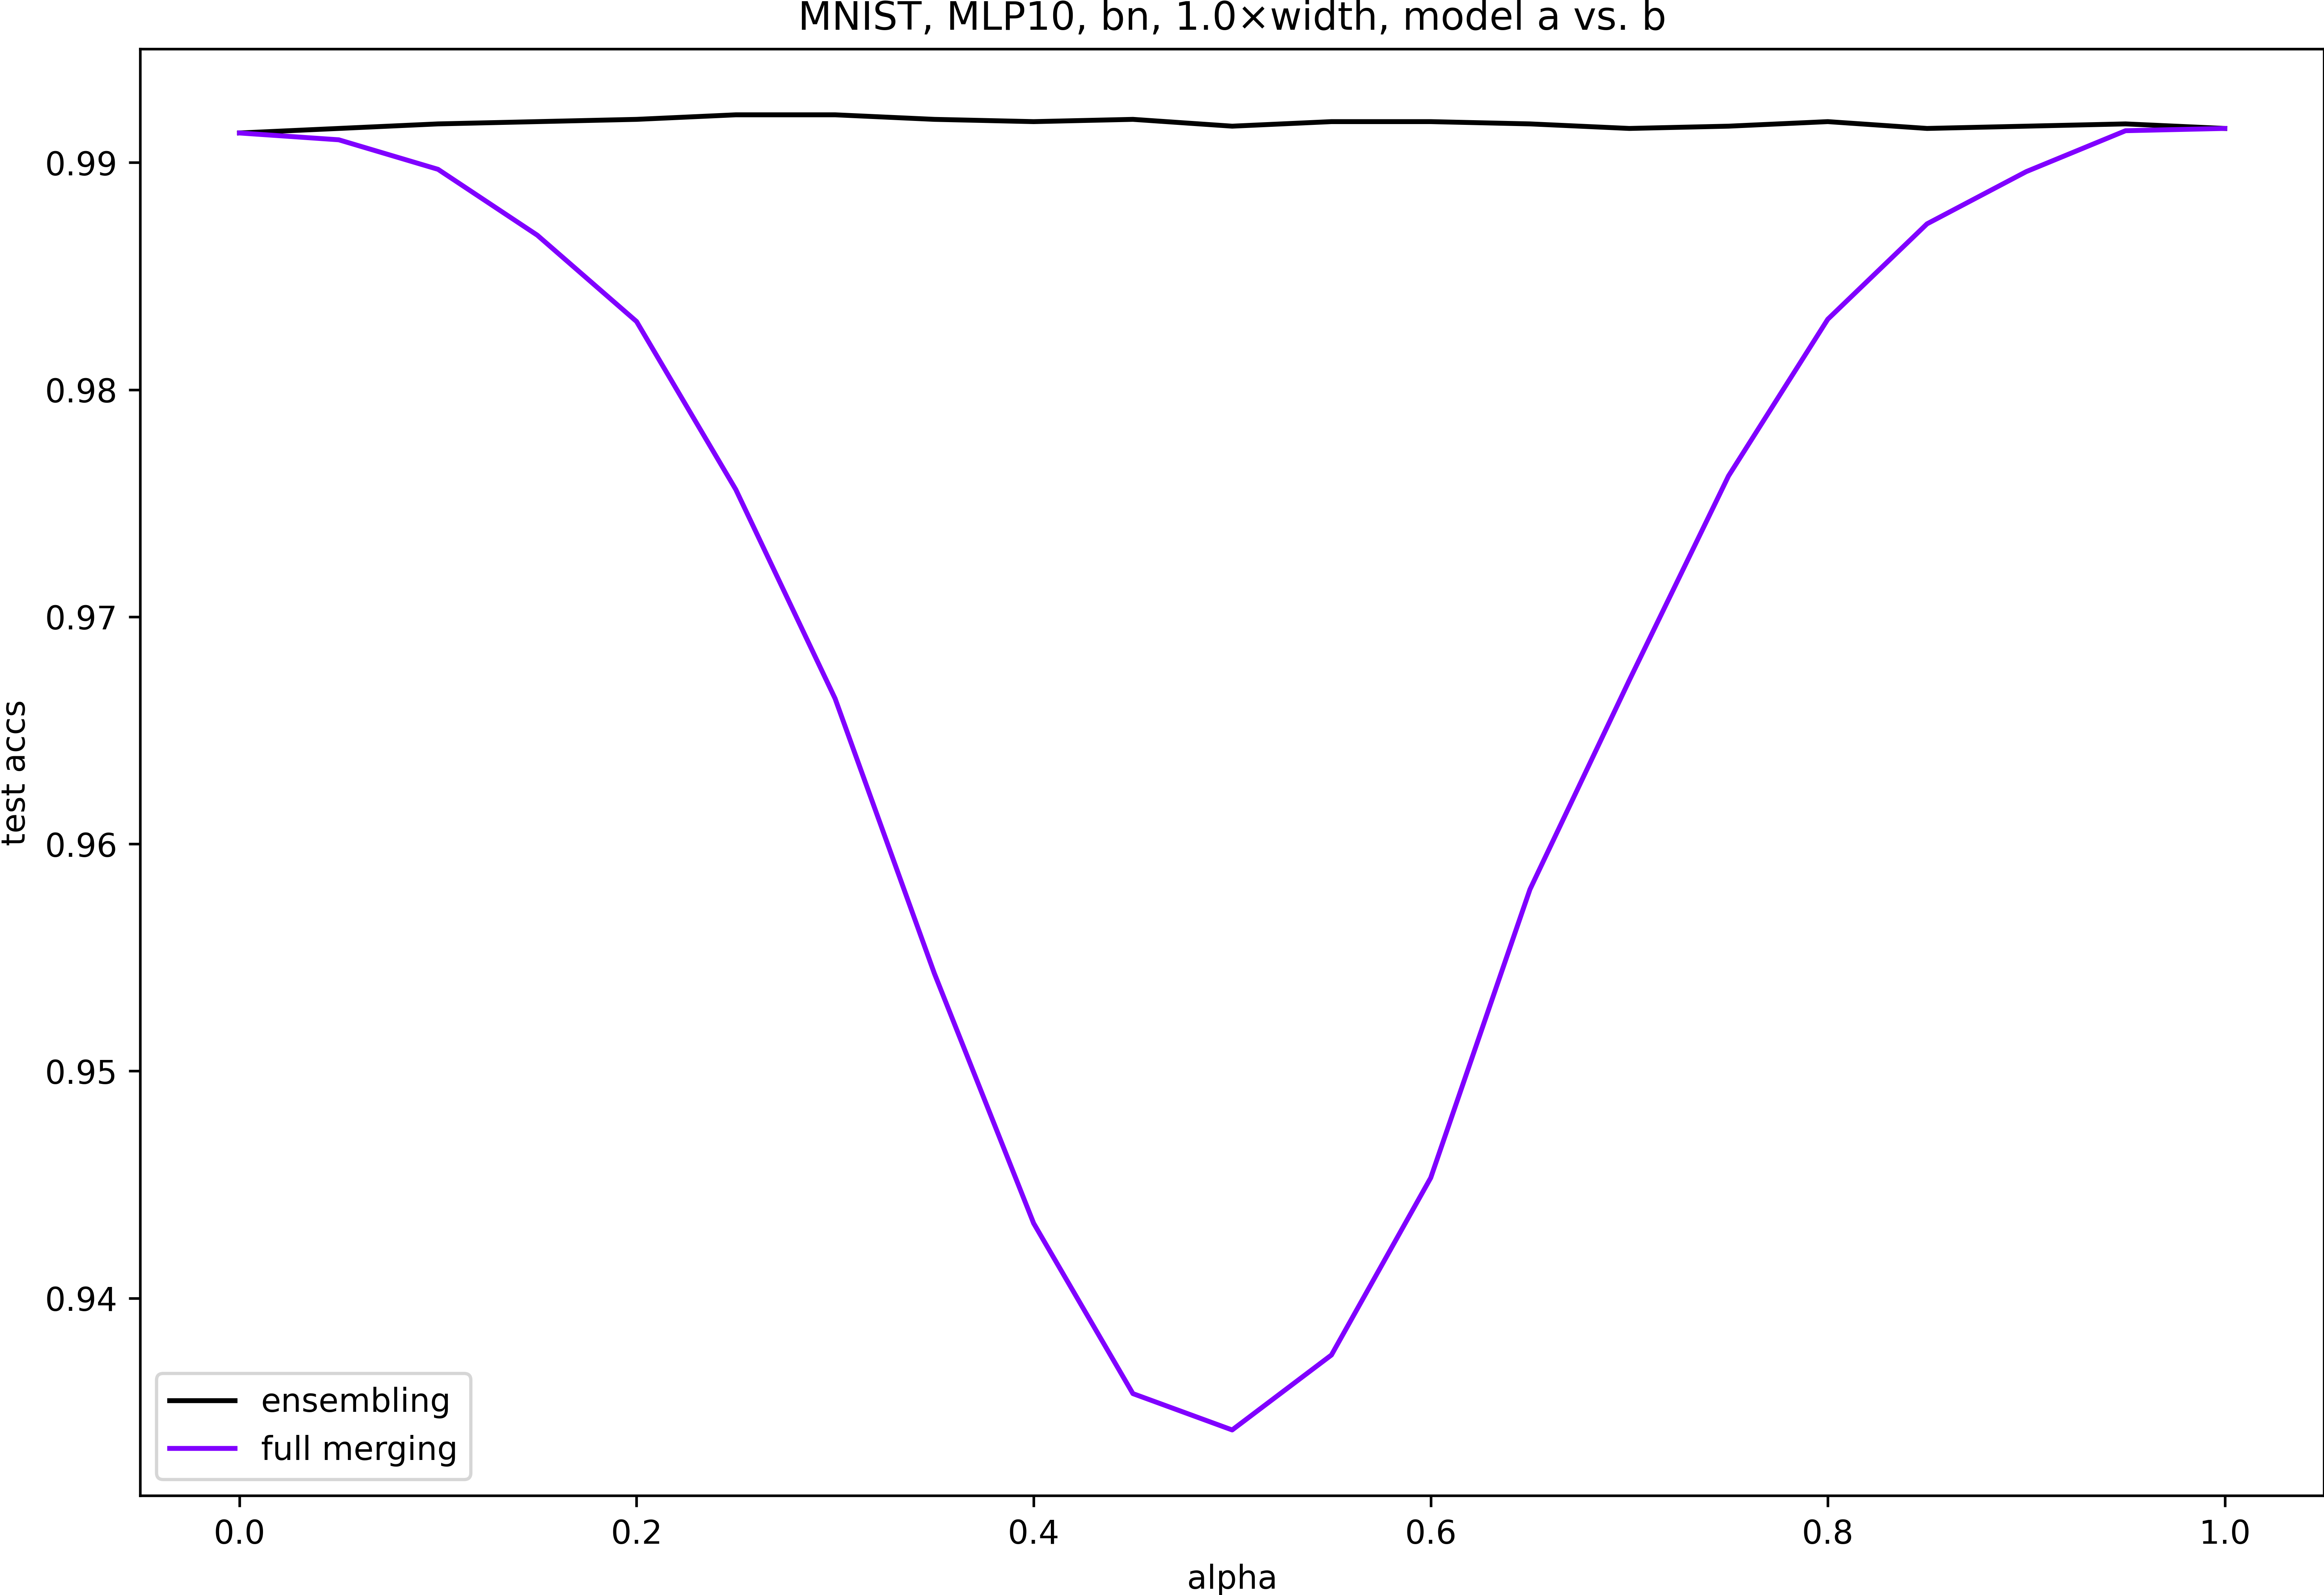 MNIST, MLP10, bn, 1.0×width, model a vs. b
test accs
0.99
0.98
0.97
0.96
0.95
0.94
ensembling
full merging
0.0 0.2 0.4 0.6 0.8 1.0
alpha